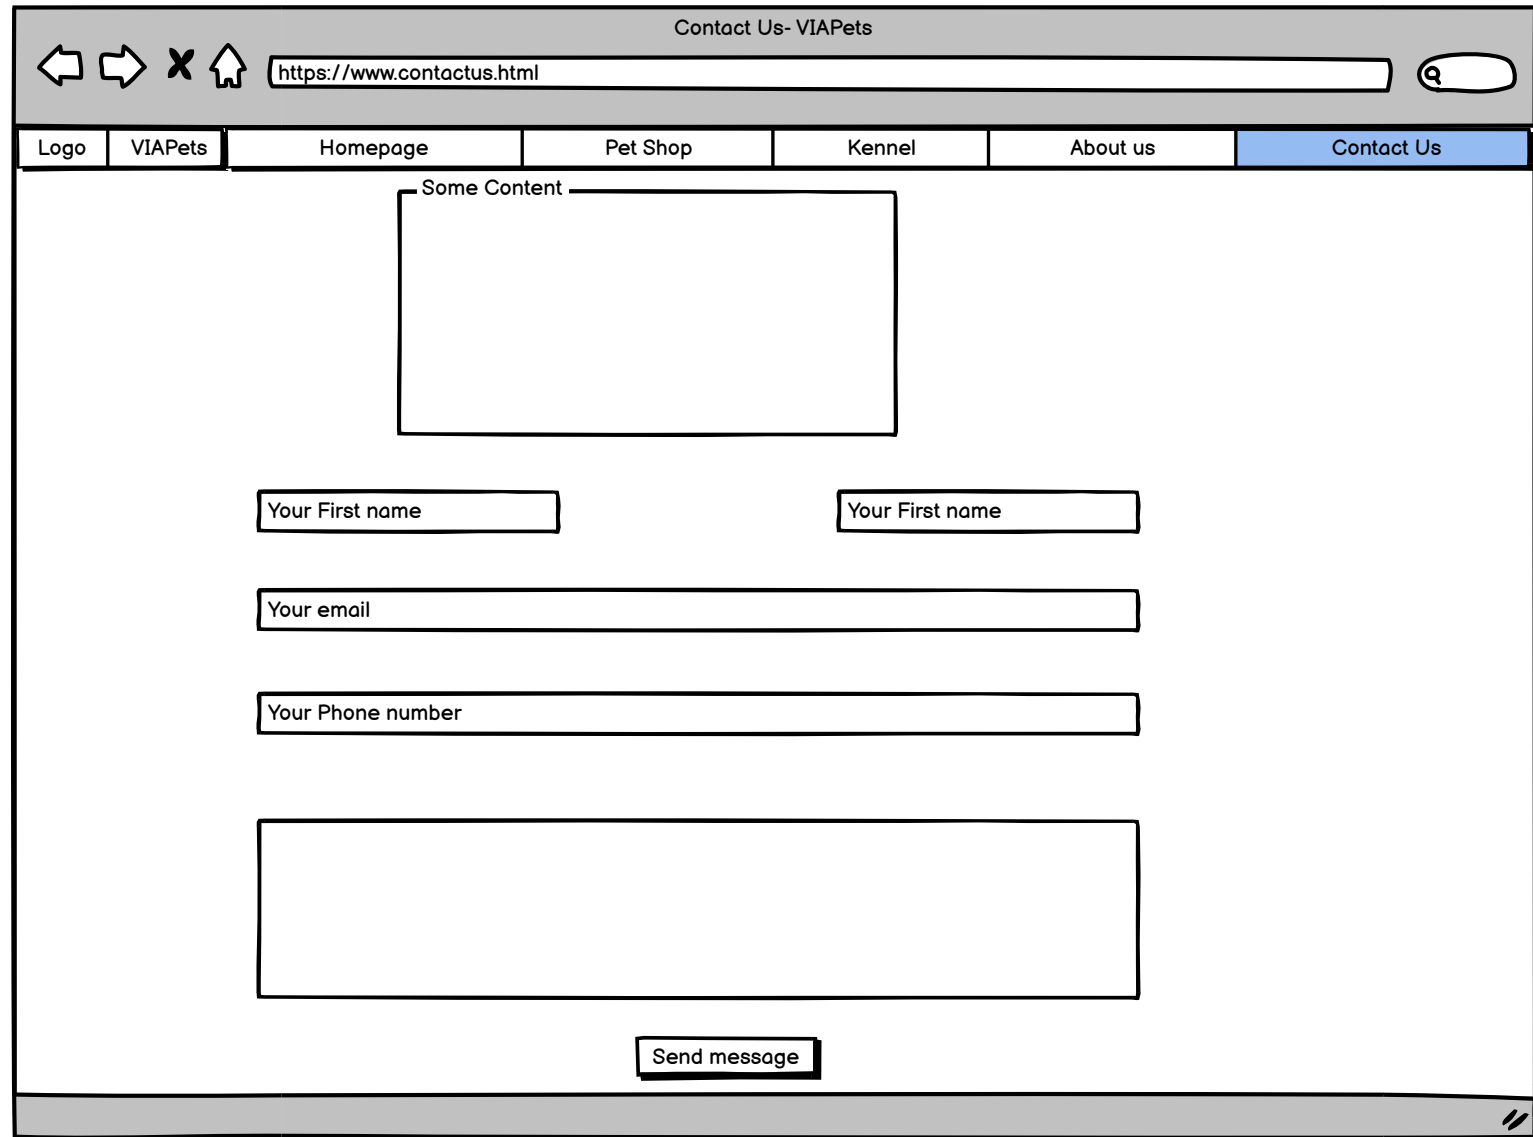 Contact Us- VIAPets
https://www.contactus.html
Logo VIAPets Homepage Pet Shop Kennel About us Contact Us
Some Content
Your First name Your First name
Your email
Your Phone number
Send message